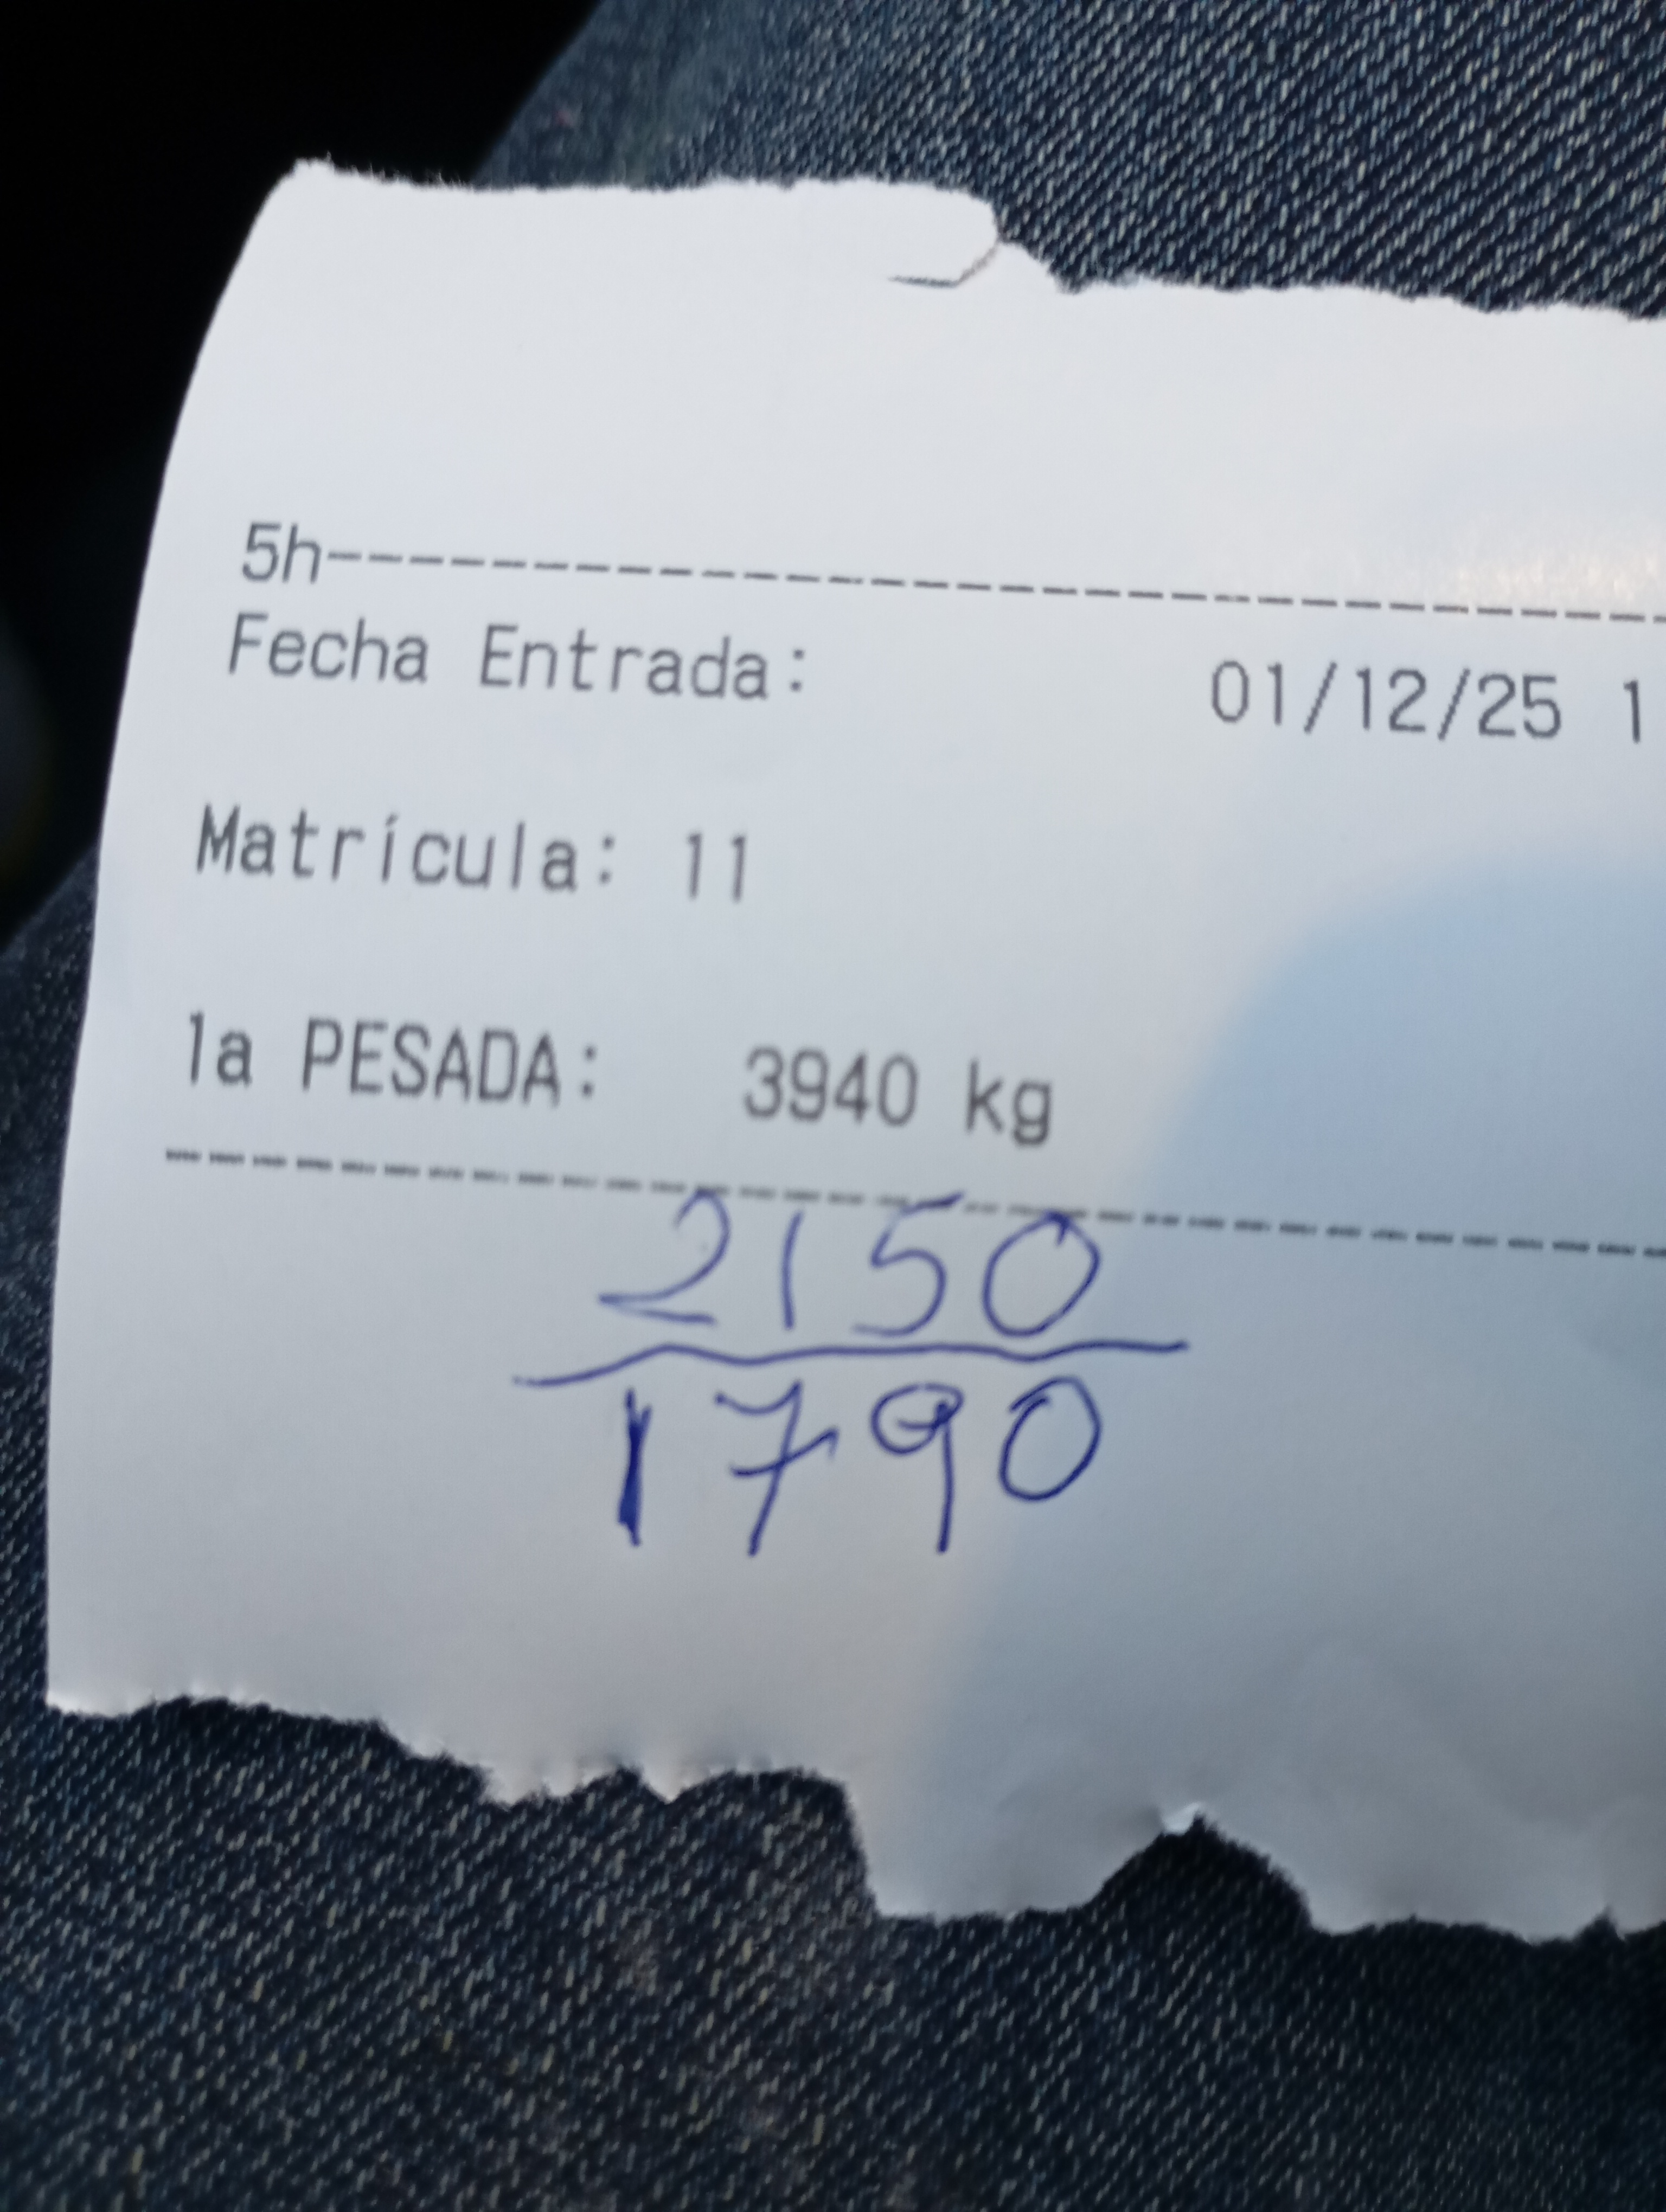 5h------------------------------
Fecha Entrada: 01/12/25 1
Matrícula: 11
1a PESADA: 3940 kg
2150
1790